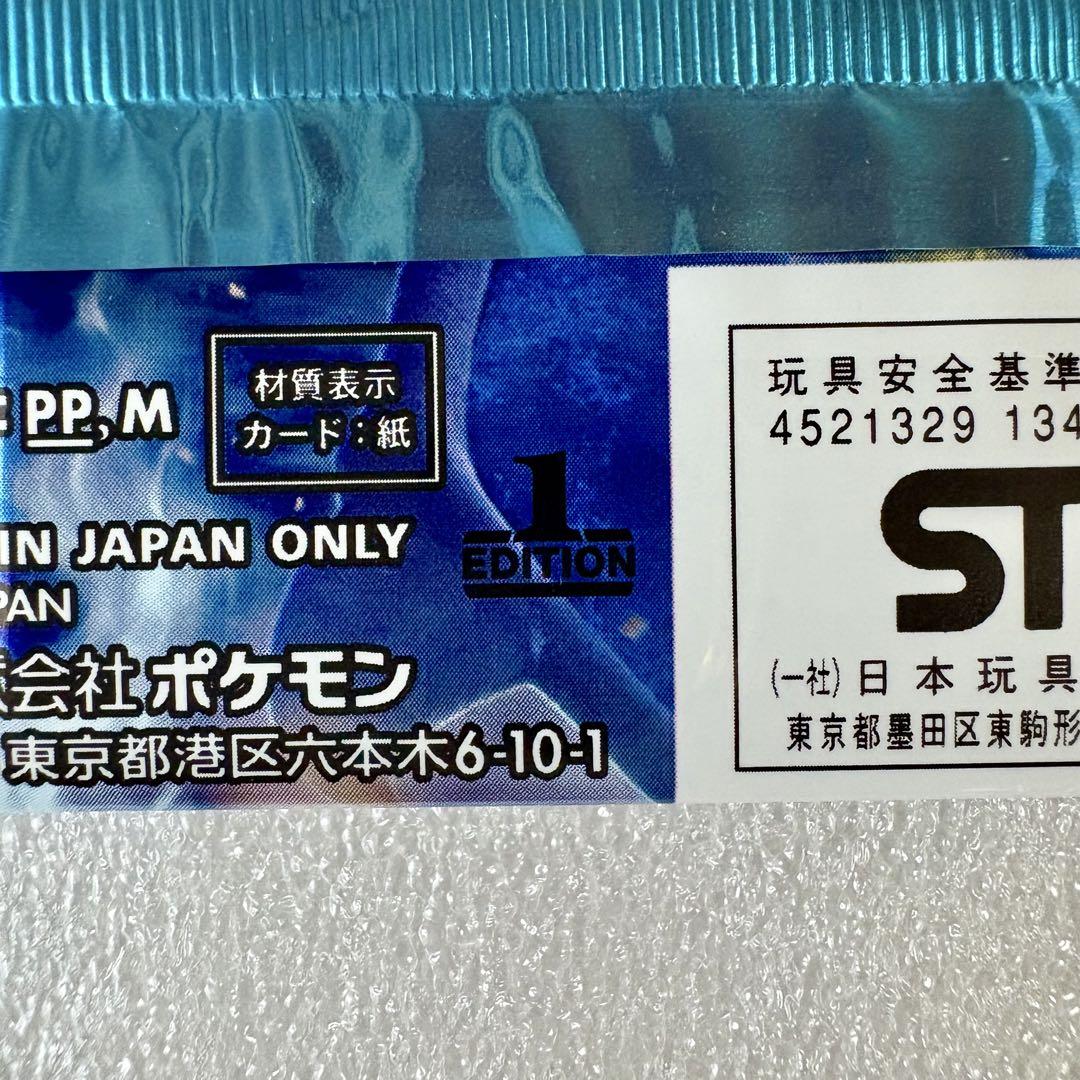 PP, M
材質表示
カード：紙
IN JAPAN ONLY
1
EDITION
PAN
会社 ポケモン
東京都港区六本木6-10-1
玩具安全基準
4521329 134
ST
(一社)日本玩具
東京都墨田区東駒形